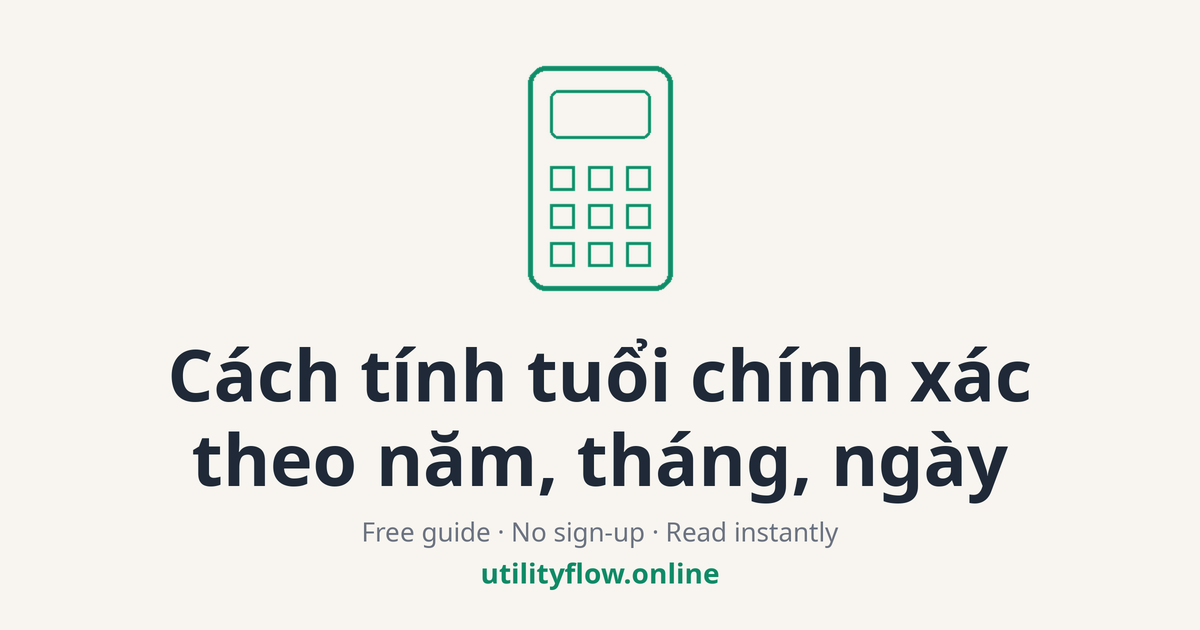 Cách tính tuổi chính xác
theo năm, tháng, ngày
Free guide · No sign-up · Read instantly
utilityflow.online